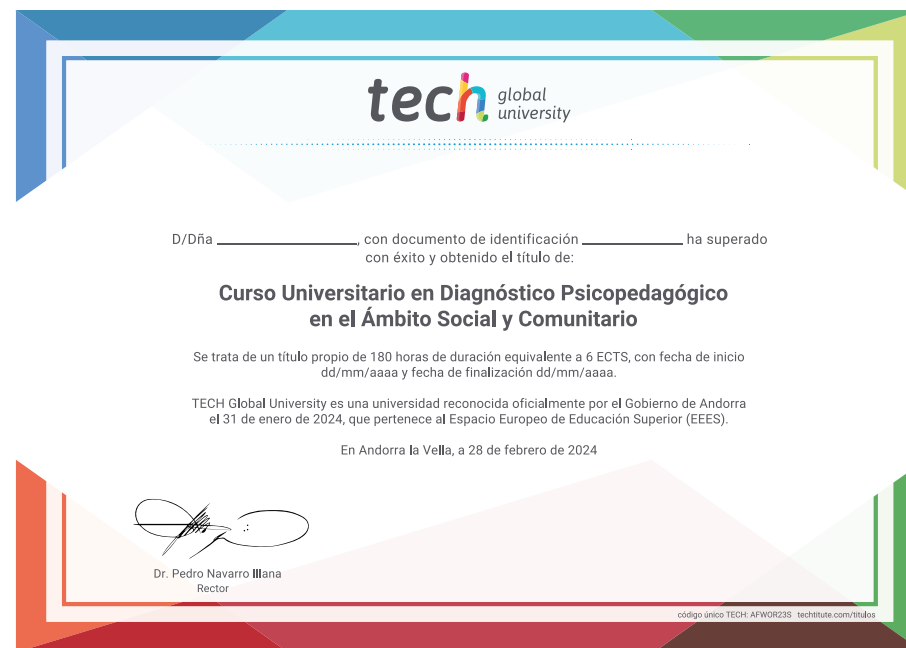 tech global university
D/Dña ____________________, con documento de identificación ______________ ha superado
con éxito y obtenido el título de:
Curso Universitario en Diagnóstico Psicopedagógico
en el Ámbito Social y Comunitario
Se trata de un título propio de 180 horas de duración equivalente a 6 ECTS, con fecha de inicio
dd/mm/aaaa y fecha de finalización dd/mm/aaaa.
TECH Global University es una universidad reconocida oficialmente por el Gobierno de Andorra
el 31 de enero de 2024, que pertenece al Espacio Europeo de Educación Superior (EEES).
En Andorra la Vella, a 28 de febrero de 2024
Dr. Pedro Navarro Illana
Rector
código único TECH: AFWOR23S techtitute.com/titulos